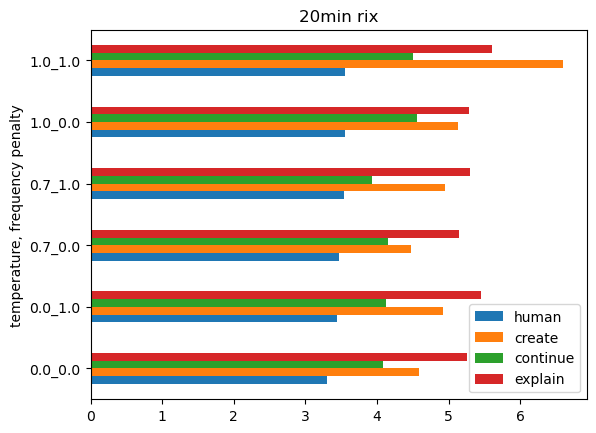 20min rix
temperature, frequency penalty
1.0_1.0
1.0_0.0
0.7_1.0
0.7_0.0
0.0_1.0
0.0_0.0
human
create
continue
explain
0 1 2 3 4 5 6